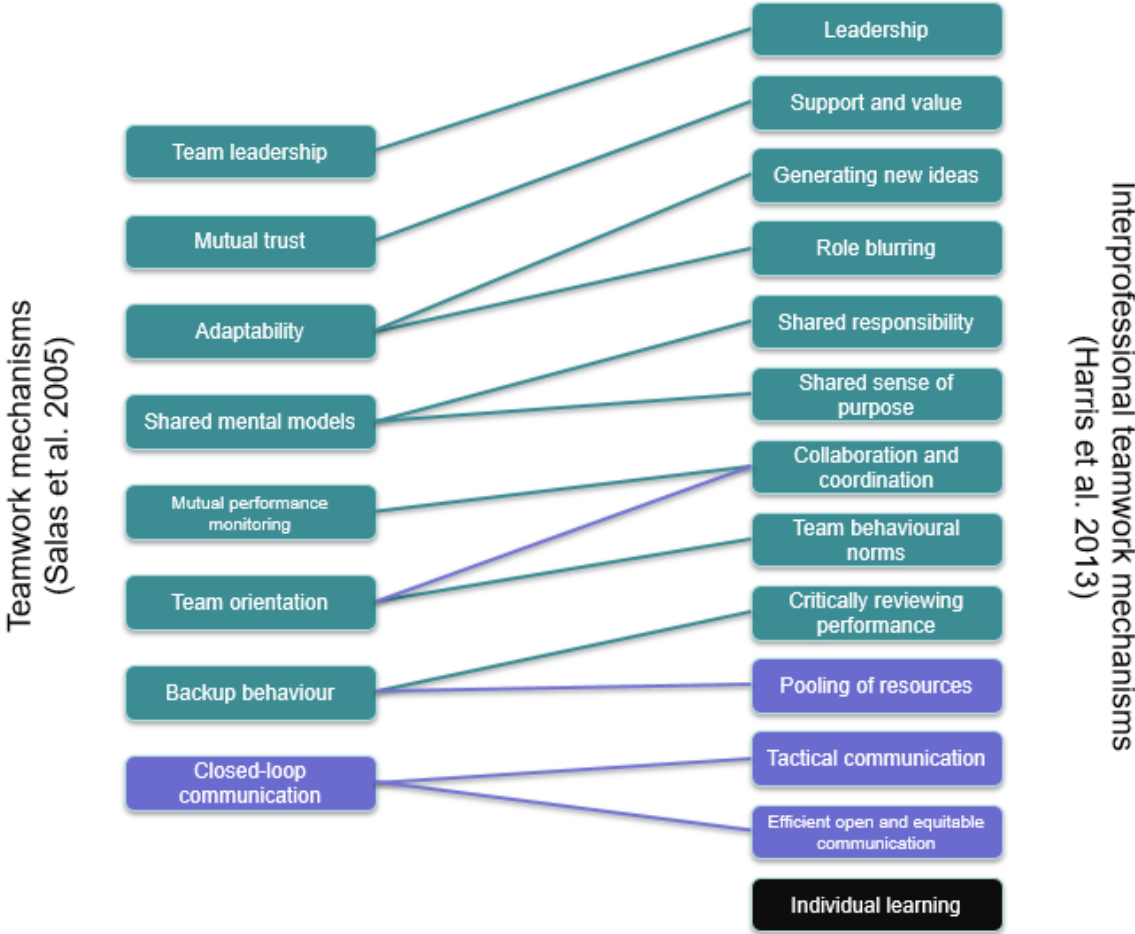 Teamwork mechanisms
(Salas et al. 2005)
Team leadership
Mutual trust
Adaptability
Shared mental models
Mutual performance
monitoring
Team orientation
Backup behaviour
Closed-loop
communication
Leadership
Support and value
Generating new ideas
Role blurring
Shared responsibility
Shared sense of
purpose
Collaboration and
coordination
Team behavioural
norms
Critically reviewing
performance
Pooling of resources
Tactical communication
Efficient open and equitable
communication
Individual learning
Interprofessional teamwork mechanisms
(Harris et al. 2013)